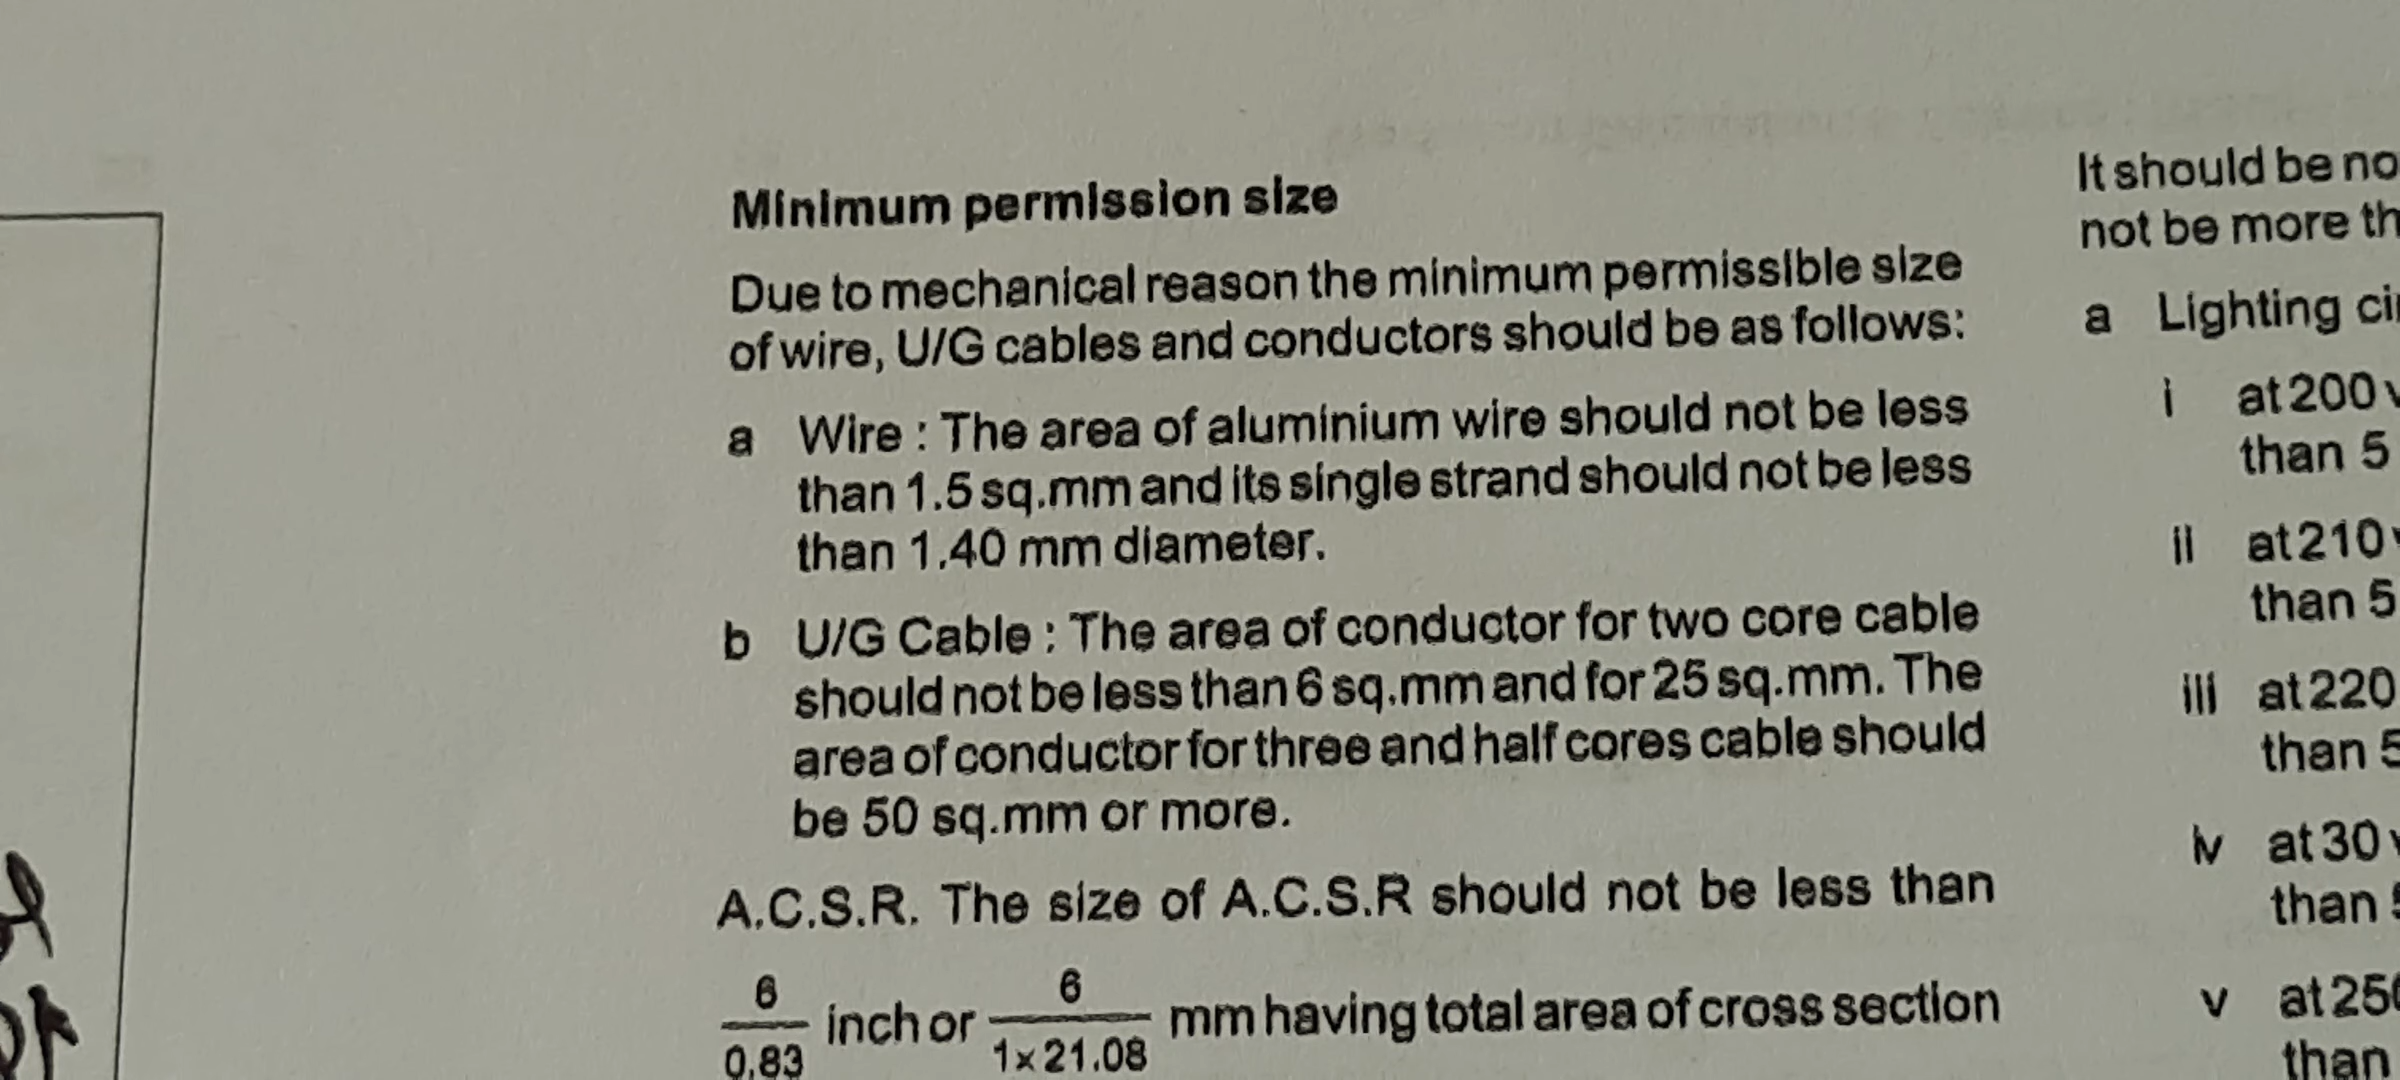 Minimum permission size
Due to mechanical reason the minimum permissible size
of wire, U/G cables and conductors should be as follows:
a Wire : The area of aluminium wire should not be less
than 1.5 sq.mm and its single strand should not be less
than 1.40 mm diameter.
b U/G Cable : The area of conductor for two core cable
should not be less than 6 sq.mm and for 25 sq.mm. The
area of conductor for three and half cores cable should
be 50 sq.mm or more.
A.C.S.R. The size of A.C.S.R should not be less than
6/0.83 inch or 6/1×21.08 mm having total area of cross section
It should be no
not be more th
a Lighting ci
i at 200 v
than 5
ii at 210
than 5
iii at 220
than 5
iv at 30
than
v at 250
than